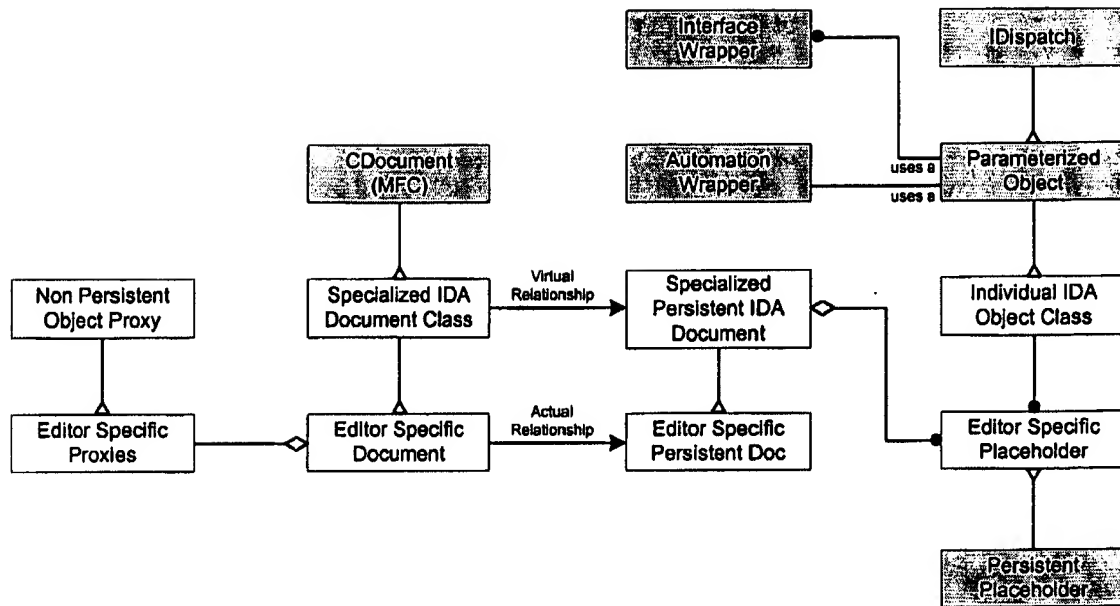 Interface
Wrapper
IDispatch
CDocument
(MFC)
Automation
Wrapper
uses a
uses a
Parameterized
Object
Non Persistent
Object Proxy
Specialized IDA
Document Class
Virtual
Relationship
Specialized
Persistent IDA
Document
Individual IDA
Object Class
Editor Specific
Proxies
Editor Specific
Document
Actual
Relationship
Editor Specific
Persistent Doc
Editor Specific
Placeholder
Persistent
Placeholder